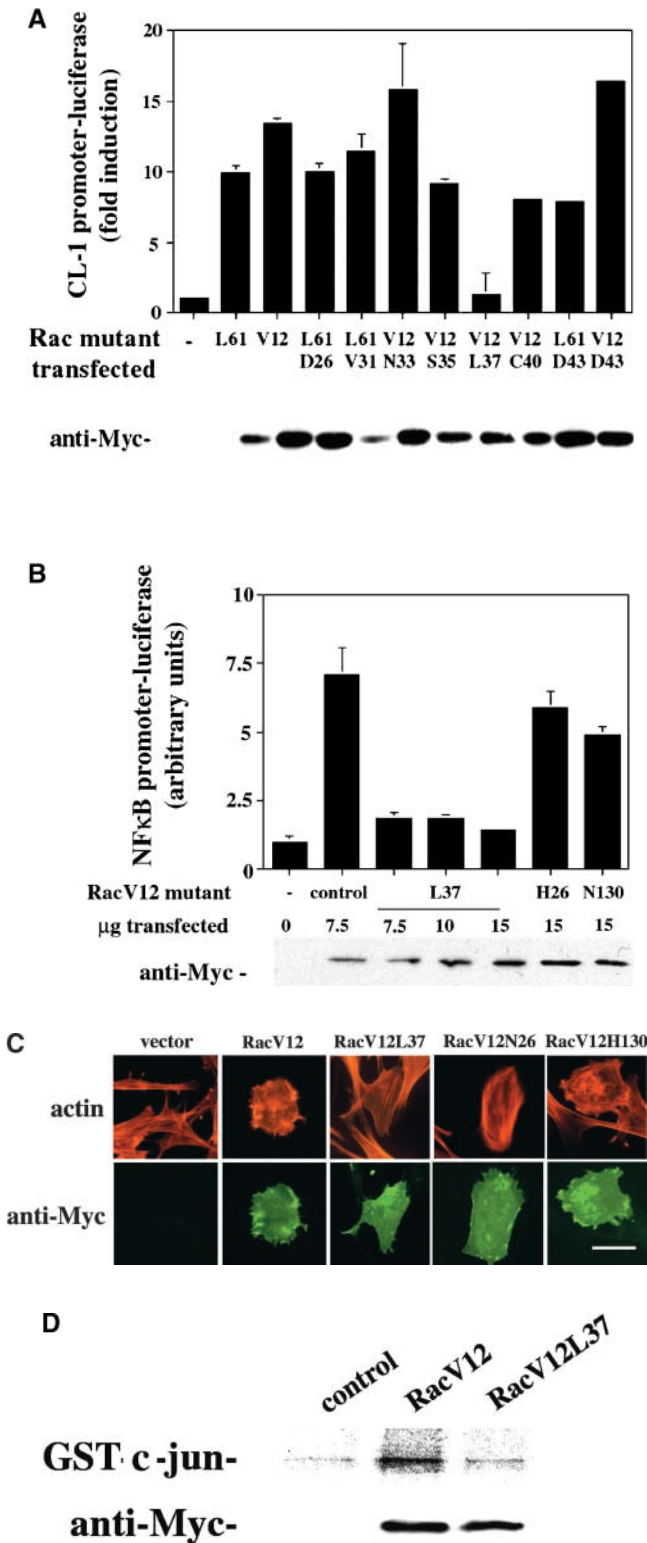 A
CL-1 promoter-luciferase
(fold induction)
20
15
10
5
0
Rac mutant
transfected
- L61 V12 L61 L61 V12 V12 V12 V12 L61 V12
D26 V31 N33 S35 L37 C40 D43 D43
anti-Myc-
B
NFκB promoter-luciferase
(arbitrary units)
10
7.5
5
2.5
0
RacV12 mutant - control L37 H26 N130
μg transfected 0 7.5 7.5 10 15 15 15
anti-Myc -
C
vector RacV12 RacV12L37 RacV12N26 RacV12H130
actin
anti-Myc
D
control RacV12 RacV12L37
GST c -jun-
anti-Myc-